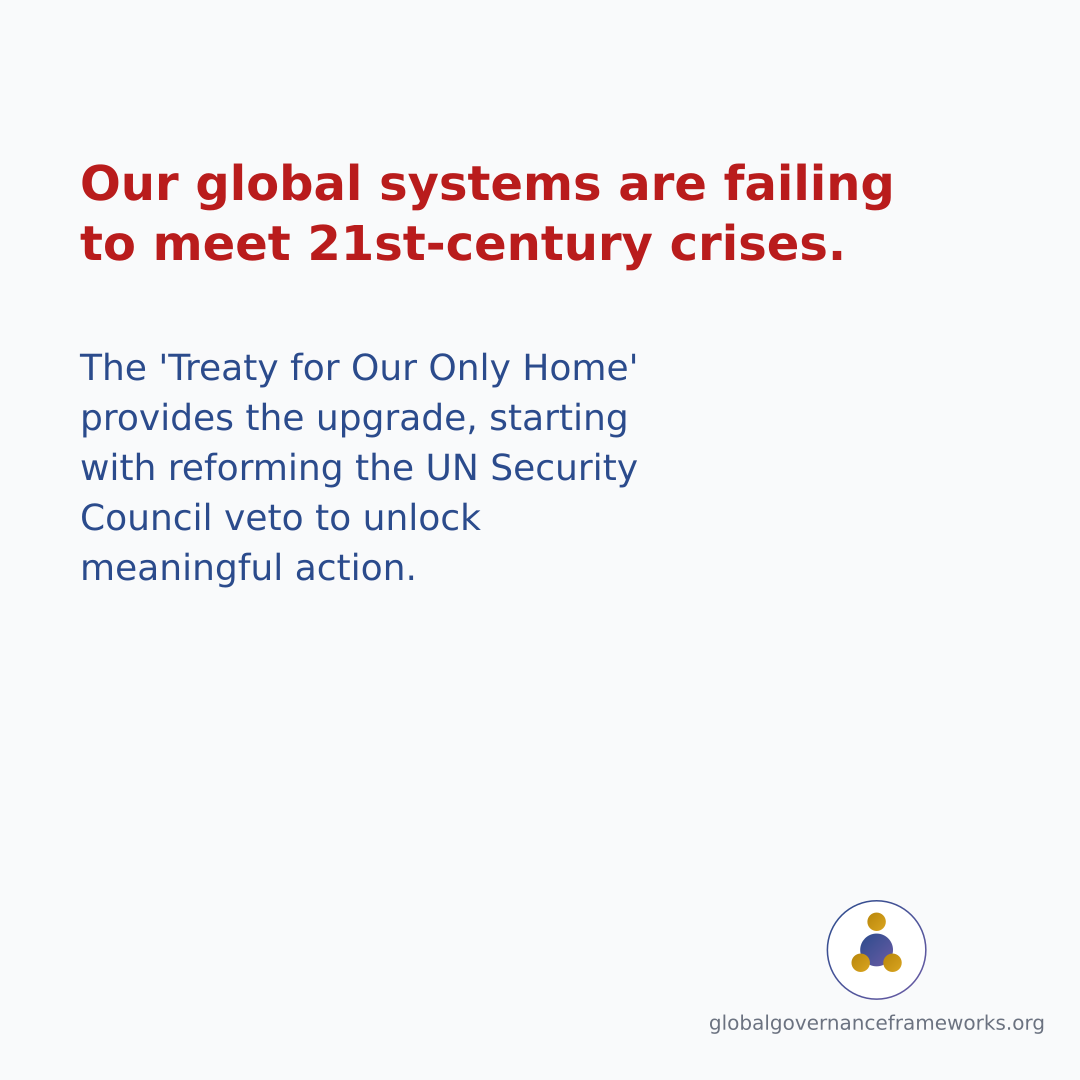 Our global systems are failing
to meet 21st-century crises.
The 'Treaty for Our Only Home'
provides the upgrade, starting
with reforming the UN Security
Council veto to unlock
meaningful action.
globalgovernanceframeworks.org